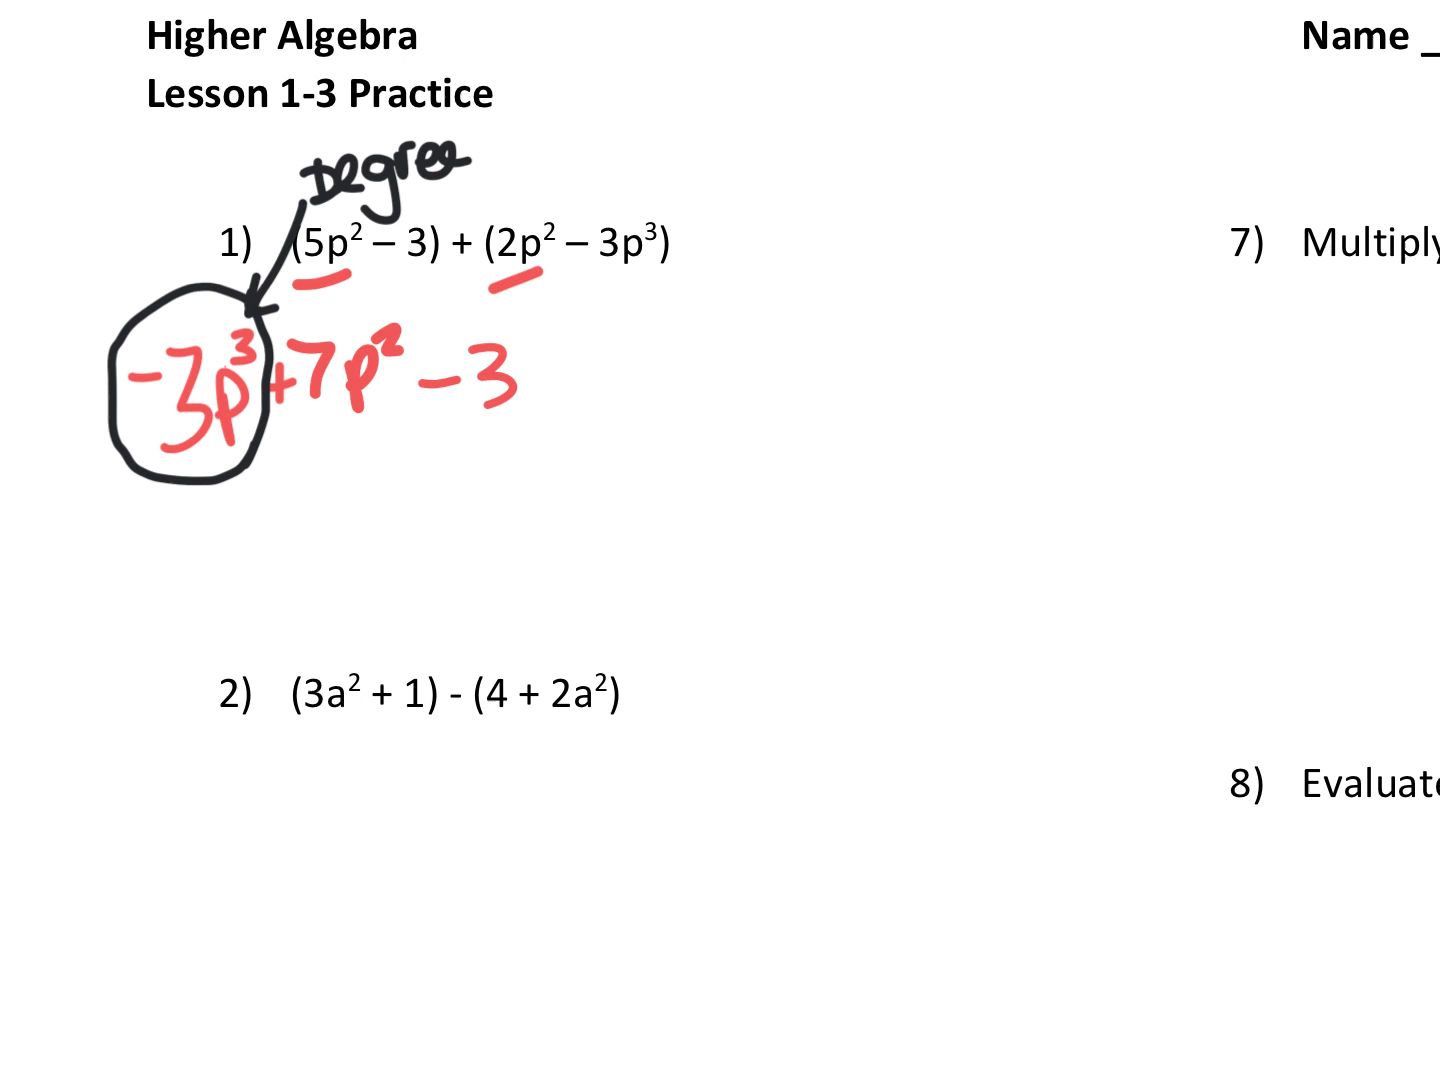 Higher Algebra
Name _
Lesson 1-3 Practice
Degree
1) (5p² – 3) + (2p² – 3p³)
-3p³+7p² -3
2) (3a² + 1) - (4 + 2a²)
7) Multiply
8) Evaluate